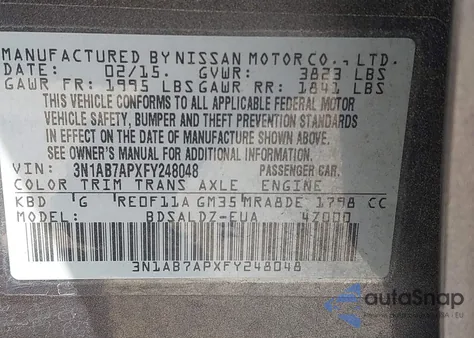 MANUFACTURED BY NISSAN MOTOR CO., LTD.
DATE: 02/15. GVWR: 3823 LBS
GAWR FR: 1995 LBS GAWR RR: 1841 LBS
THIS VEHICLE CONFORMS TO ALL APPLICABLE FEDERAL MOTOR
VEHICLE SAFETY, BUMPER AND THEFT PREVENTION STANDARDS
IN EFFECT ON THE DATE OF MANUFACTURE SHOWN ABOVE.
SEE OWNER'S MANUAL FOR ADDITIONAL INFORMATION.
VIN: 3N1AB7APXFY248048 PASSENGER CAR.
COLOR TRIM TRANS AXLE ENGINE
KBD G RE0F11A GM35 MRA8DE 1798 CC
MODEL: BDSALDZ-EUA 4Z000
3N1AB7APXFY248048
autaSnap